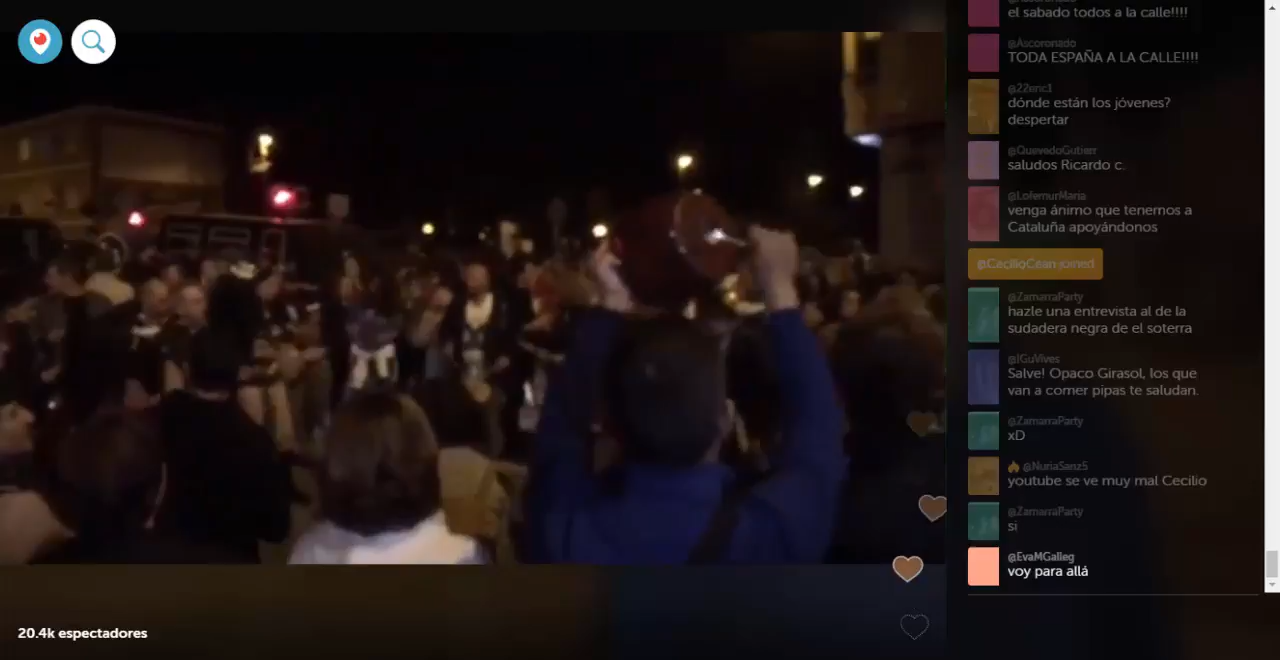 el sabado todos a la calle!!!!
@Ascoronado
TODA ESPAÑA A LA CALLE!!!!
@22eric1
dónde están los jóvenes?
despertar
@QuevedoGutierr
saludos Ricardo c.
@LofemurMaria
venga ánimo que tenemos a
Cataluña apoyándonos
@CecilioCean joined
@ZamarraParty
hazle una entrevista al de la
sudadera negra de el soterra
@IGuVives
Salve! Opaco Girasol, los que
van a comer pipas te saludan.
@ZamarraParty
xD
@NuriaSanz5
youtube se ve muy mal Cecilio
@ZamarraParty
si
@EvaMGalleg
voy para allá
20.4k espectadores